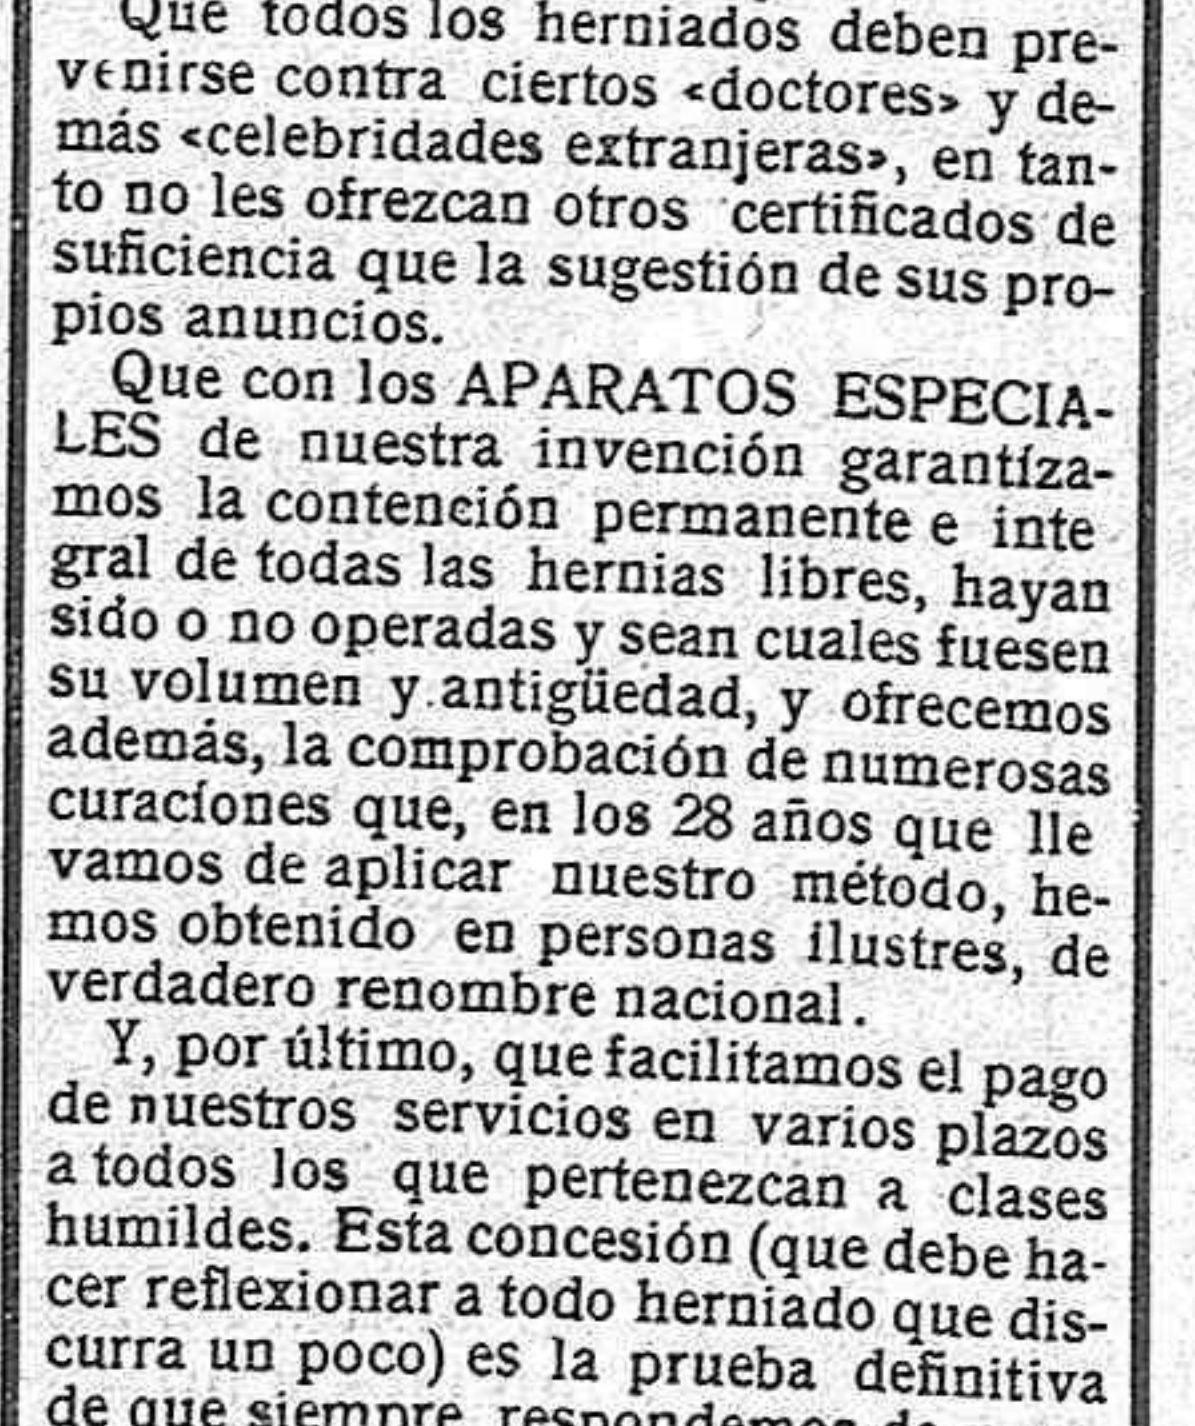 Que todos los herniados deben pre-
venirse contra ciertos «doctores» y de-
más «celebridades extranjeras», en tan-
to no les ofrezcan otros certificados de
suficiencia que la sugestión de sus pro-
pios anuncios.
Que con los APARATOS ESPECIA-
LES de nuestra invención garantíza-
mos la contención permanente e inte
gral de todas las hernias libres, hayan
sido o no operadas y sean cuales fuesen
su volumen y antigüedad, y ofrecemos
además, la comprobación de numerosas
curacíones que, en los 28 años que lle
vamos de aplicar nuestro método, he-
mos obtenido en personas ilustres, de
verdadero renombre nacional.
Y, por último, que facilitamos el pago
de nuestros servicios en varios plazos
a todos los que pertenezcan a clases
humildes. Esta concesión (que debe ha-
cer reflexionar a todo herniado que dis-
curra un poco) es la prueba definitiva
de que siempre respondemos de